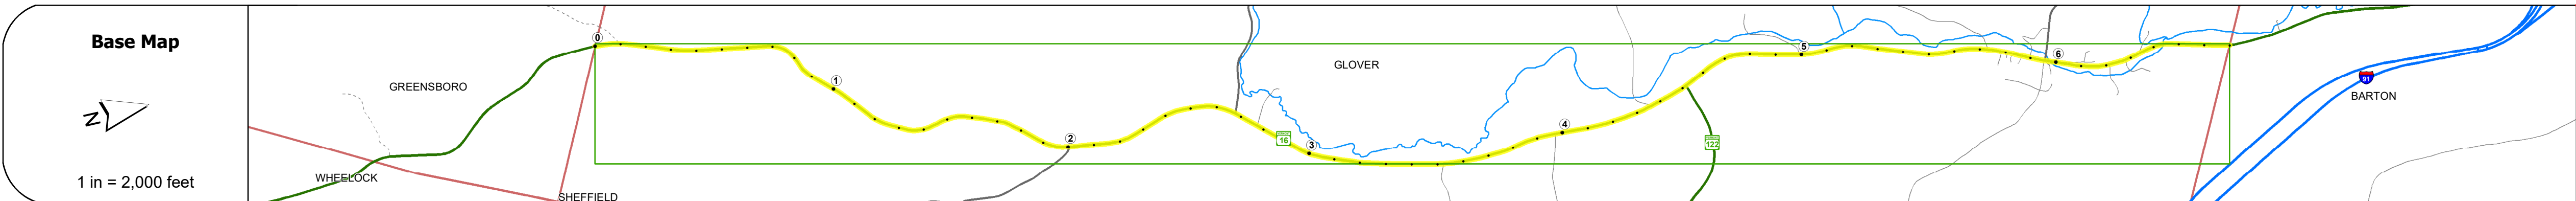 Base Map
N
1 in = 2,000 feet
GREENSBORO
WHEELOCK
SHEFFIELD
0
1
2
16
3
GLOVER
4
122
5
6
91
BARTON